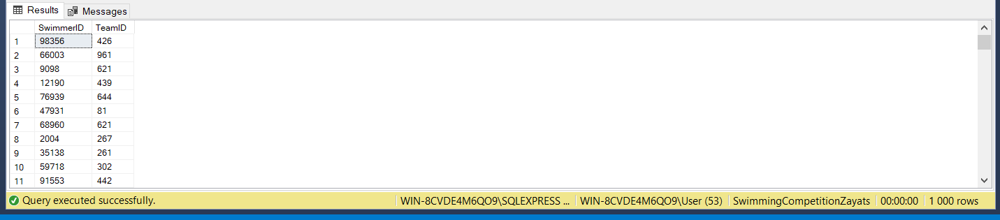 Results Messages
SwimmerID TeamID
1 98356 426
2 66003 961
3 9098 621
4 12190 439
5 76939 644
6 47931 81
7 68960 621
8 2004 267
9 35138 261
10 59718 302
11 91553 442
Query executed successfully. WIN-8CVDE4M6QO9\SQLEXPRESS ... WIN-8CVDE4M6QO9\User (53) SwimmingCompetitionZayats 00:00:00 1 000 rows